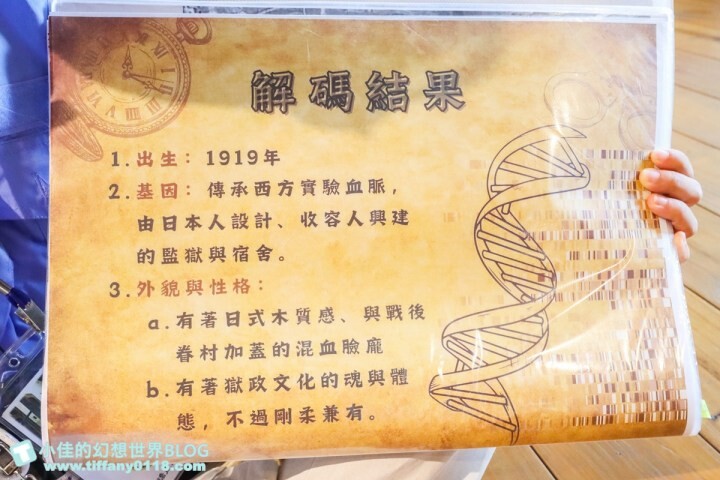 解碼結果
1.出生：1919年
2.基因：傳承西方實驗血脈，
由日本人設計、收容人興建
的監獄與宿舍。
3.外貌與性格：
a.有著日式木質感、與戰後
眷村加蓋的混血臉龐
b.有著獄政文化的魂與體
態，不過剛柔兼有。
小佳的幻想世界BLOG
www.tiffany0118.com